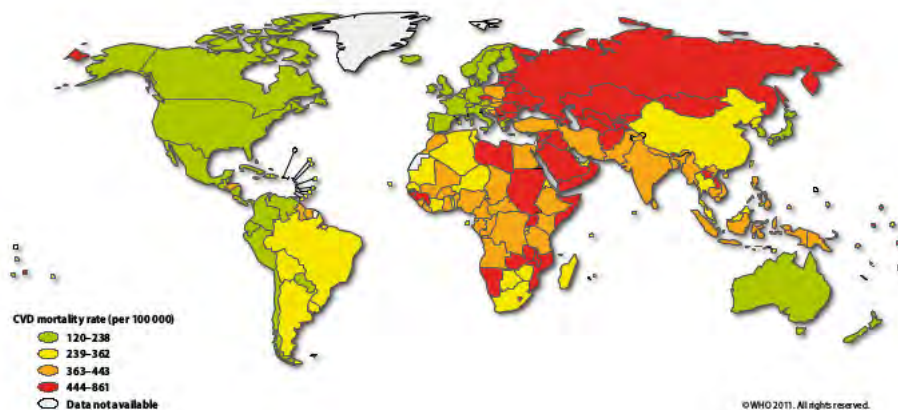 CVD mortality rate (per 100 000)
120–238
239–362
363–443
444–861
Data not available
©WHO 2011. All rights reserved.